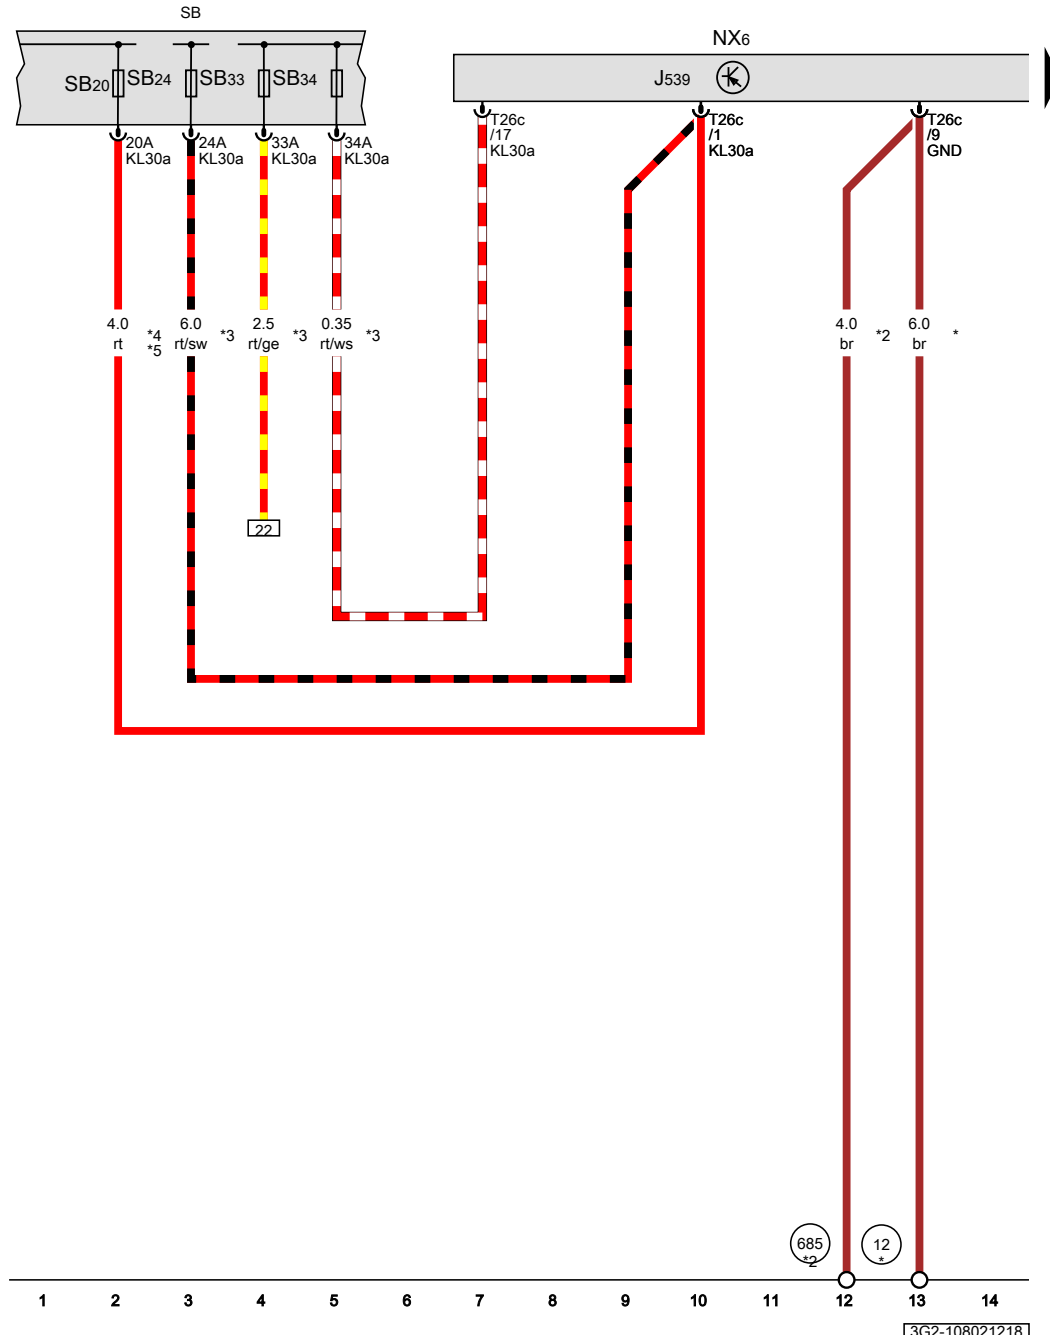 SB
NX6
SB20 SB24 SB33 SB34
J539
20A
KL30a
24A
KL30a
33A
KL30a
34A
KL30a
T26c
/17
KL30a
T26c
/1
KL30a
T26c
/9
GND
4.0
rt
*4
*5
6.0
rt/sw
*3
2.5
rt/ge
*3
0.35
rt/ws
*3
4.0
br
*2
6.0
br
*
22
685
*2
12
*
1 2 3 4 5 6 7 8 9 10 11 12 13 14
3G2-108021218